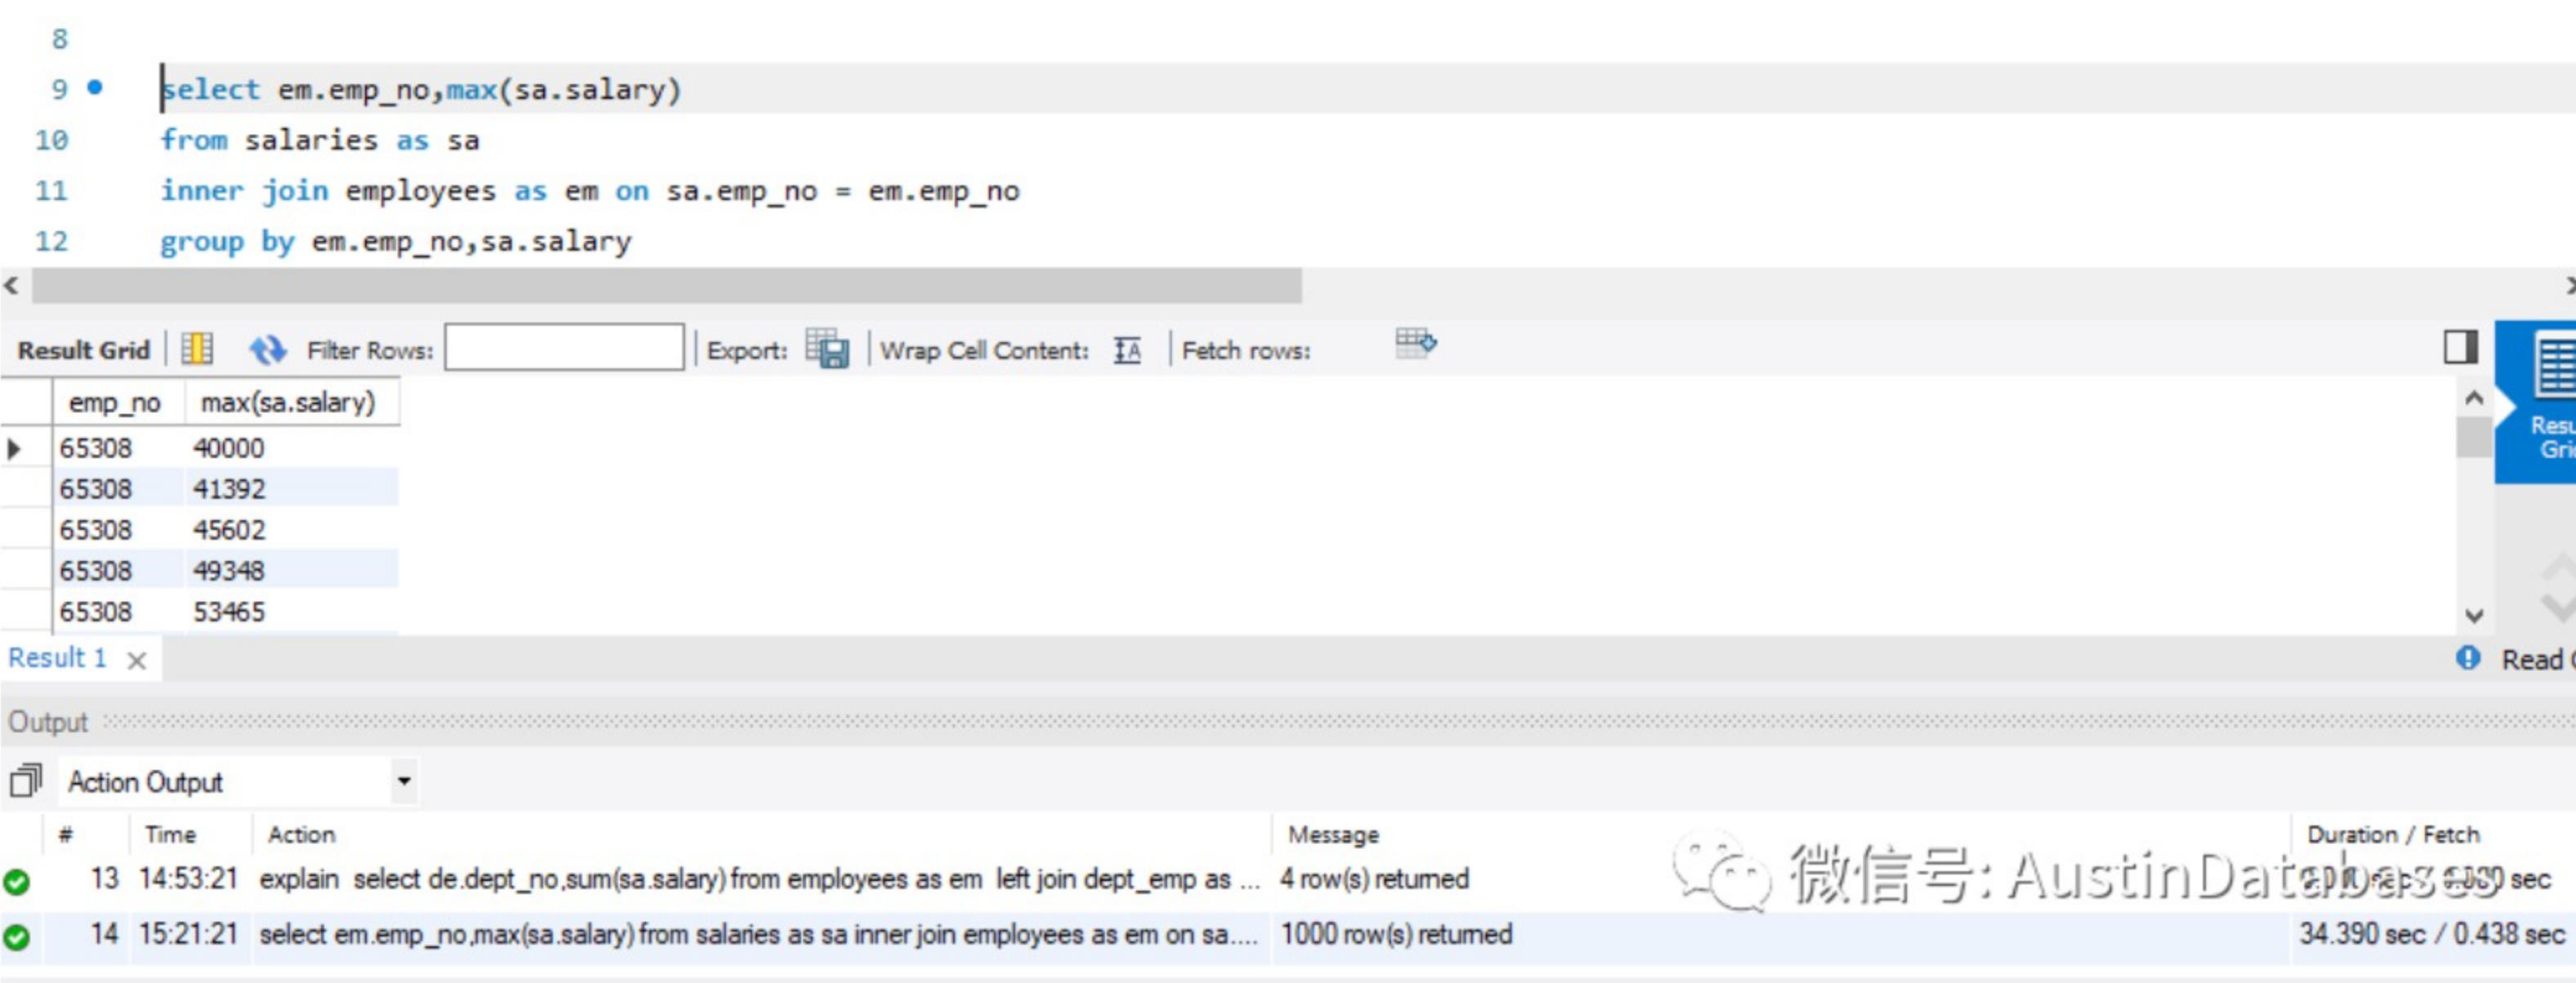 8
9 select em.emp_no,max(sa.salary)
10 from salaries as sa
11 inner join employees as em on sa.emp_no = em.emp_no
12 group by em.emp_no,sa.salary
Result Grid Filter Rows: Export: Wrap Cell Content: Fetch rows:
emp_no max(sa.salary)
65308 40000
65308 41392
65308 45602
65308 49348
65308 53465
Resu
Grid
Result 1
Read
Output
Action Output
# Time Action Message Duration / Fetch
13 14:53:21 explain select de.dept_no,sum(sa.salary) from employees as em left join dept_emp as ... 4 row(s) returned sec
微信号: AustinDatabases
14 15:21:21 select em.emp_no,max(sa.salary) from salaries as sa inner join employees as em on sa.... 1000 row(s) returned 34.390 sec / 0.438 sec